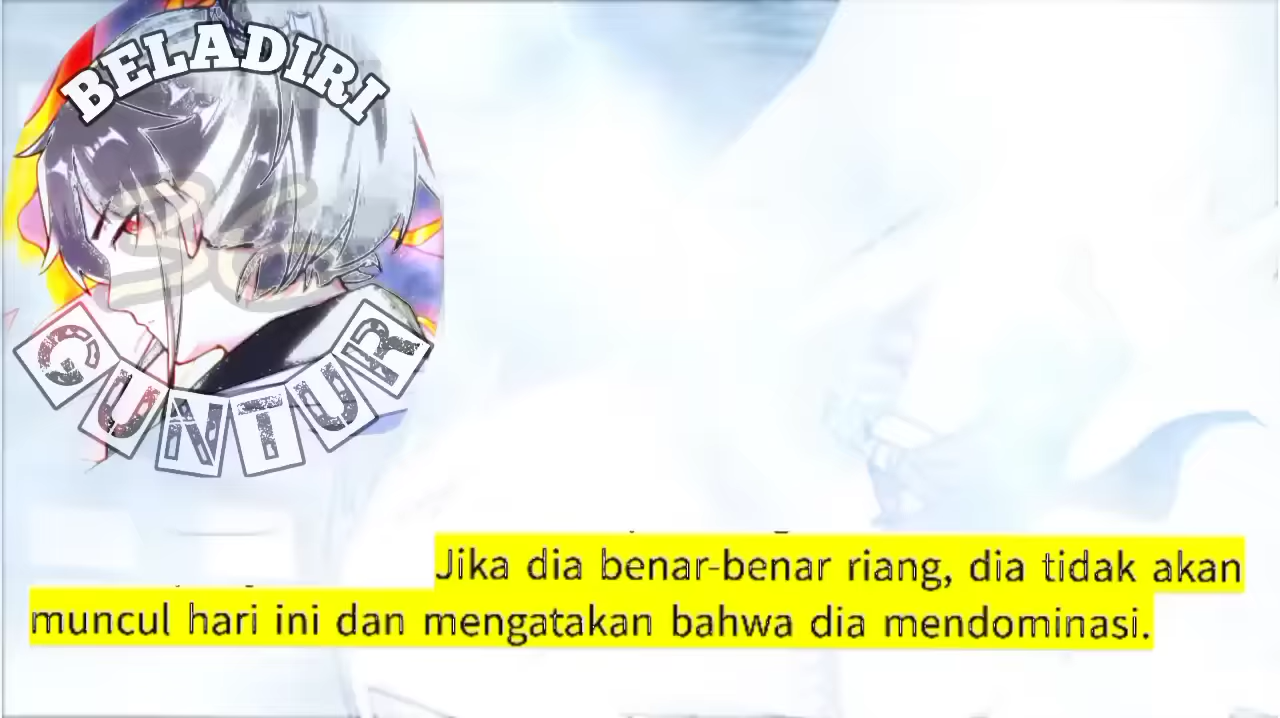 BELADIRI
GUNTUR
Jika dia benar-benar riang, dia tidak akan
muncul hari ini dan mengatakan bahwa dia mendominasi.